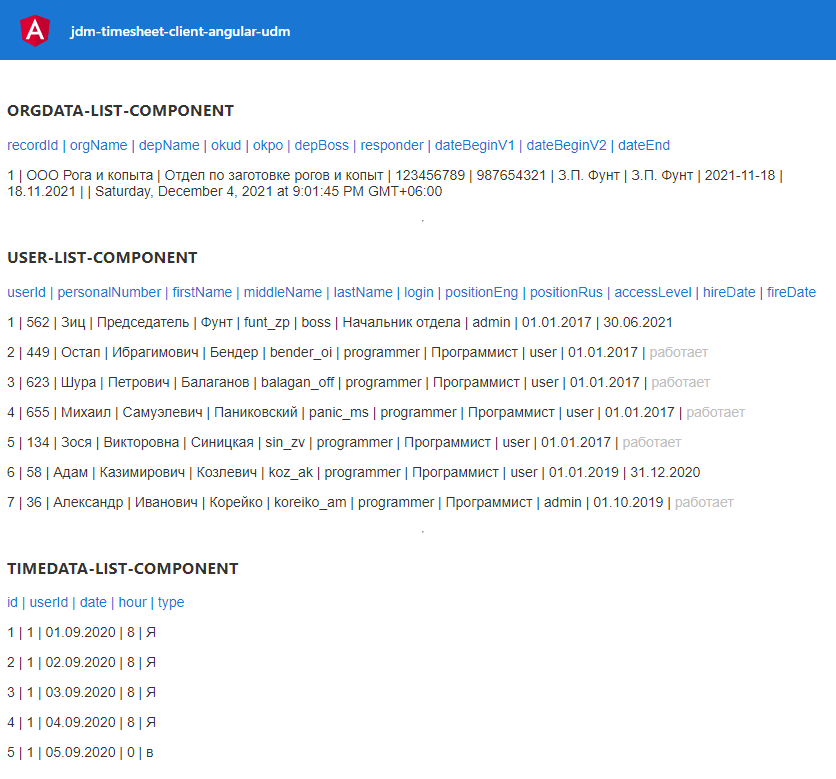 jdm-timesheet-client-angular-udm
ORGDATA-LIST-COMPONENT
recordId | orgName | depName | okud | okpo | depBoss | responder | dateBeginV1 | dateBeginV2 | dateEnd
1 | ООО Рога и копыта | Отдел по заготовке рогов и копыт | 123456789 | 987654321 | З.П. Фунт | З.П. Фунт | 2021-11-18 |
18.11.2021 | | Saturday, December 4, 2021 at 9:01:45 PM GMT+06:00
.
USER-LIST-COMPONENT
userId | personalNumber | firstName | middleName | lastName | login | positionEng | positionRus | accessLevel | hireDate | fireDate
1 | 562 | Зиц | Председатель | Фунт | funt_zp | boss | Начальник отдела | admin | 01.01.2017 | 30.06.2021
2 | 449 | Остап | Ибрагимович | Бендер | bender_oi | programmer | Программист | user | 01.01.2017 | работает
3 | 623 | Шура | Петрович | Балаганов | balagan_off | programmer | Программист | user | 01.01.2017 | работает
4 | 655 | Михаил | Самуэлевич | Паниковский | panic_ms | programmer | Программист | user | 01.01.2017 | работает
5 | 134 | Зося | Викторовна | Синицкая | sin_zv | programmer | Программист | user | 01.01.2017 | работает
6 | 58 | Адам | Казимирович | Козлевич | koz_ak | programmer | Программист | user | 01.01.2019 | 31.12.2020
7 | 36 | Александр | Иванович | Корейко | koreiko_am | programmer | Программист | admin | 01.10.2019 | работает
.
TIMEDATA-LIST-COMPONENT
id | userId | date | hour | type
1 | 1 | 01.09.2020 | 8 | Я
2 | 1 | 02.09.2020 | 8 | Я
3 | 1 | 03.09.2020 | 8 | Я
4 | 1 | 04.09.2020 | 8 | Я
5 | 1 | 05.09.2020 | 0 | в